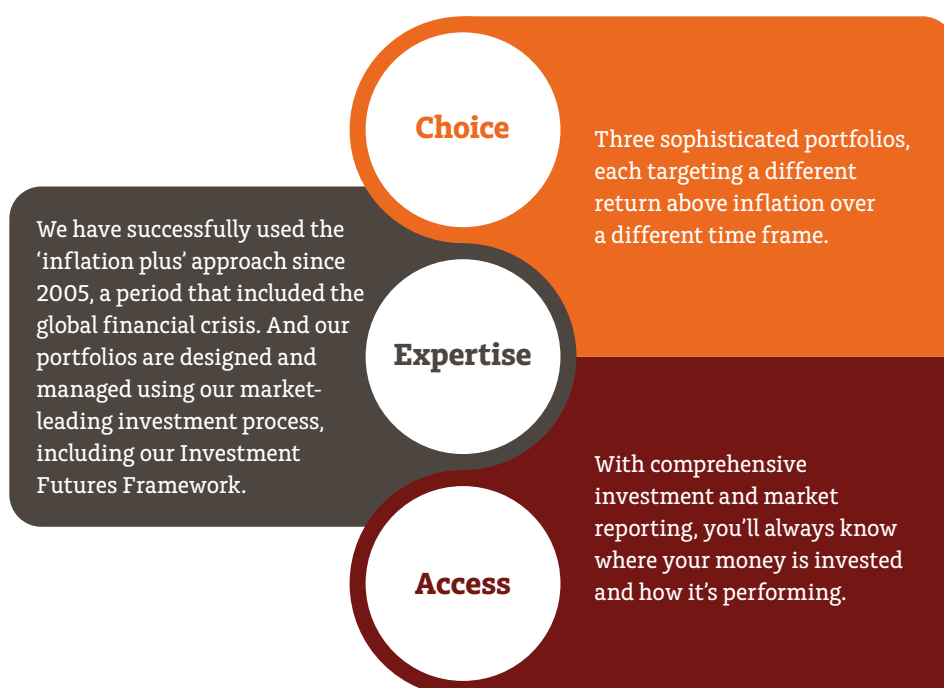 Choice
Three sophisticated portfolios,
each targeting a different
return above inflation over
a different time frame.
We have successfully used the
‘inflation plus’ approach since
2005, a period that included the
global financial crisis. And our
portfolios are designed and
managed using our market-
leading investment process,
including our Investment
Futures Framework.
Expertise
Access
With comprehensive
investment and market
reporting, you’ll always know
where your money is invested
and how it’s performing.